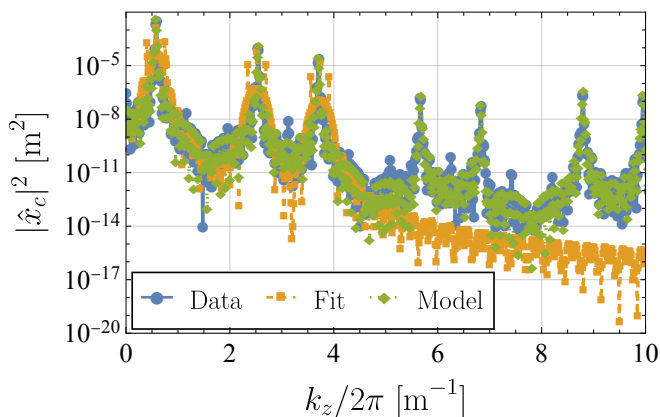 |x̂_c|² [m²]
10⁻⁵
10⁻⁸
10⁻¹¹
10⁻¹⁴
10⁻¹⁷
10⁻²⁰
Data Fit Model
0 2 4 6 8 10
k_z/2π [m⁻¹]